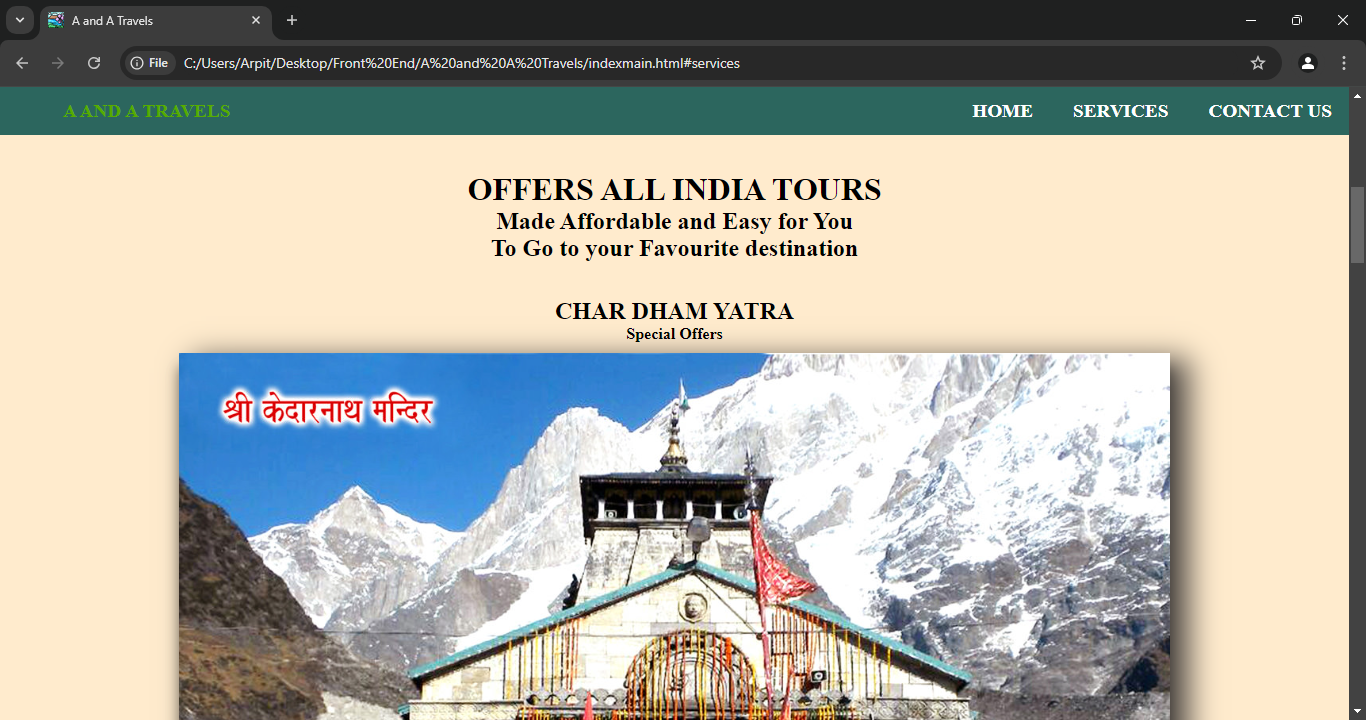 A and A Travels
File
C:/Users/Arpit/Desktop/Front%20End/A%20and%20A%20Travels/indexmain.html#services
A AND A TRAVELS
HOME
SERVICES
CONTACT US
OFFERS ALL INDIA TOURS
Made Affordable and Easy for You
To Go to your Favourite destination
CHAR DHAM YATRA
Special Offers
श्री केदारनाथ मन्दिर